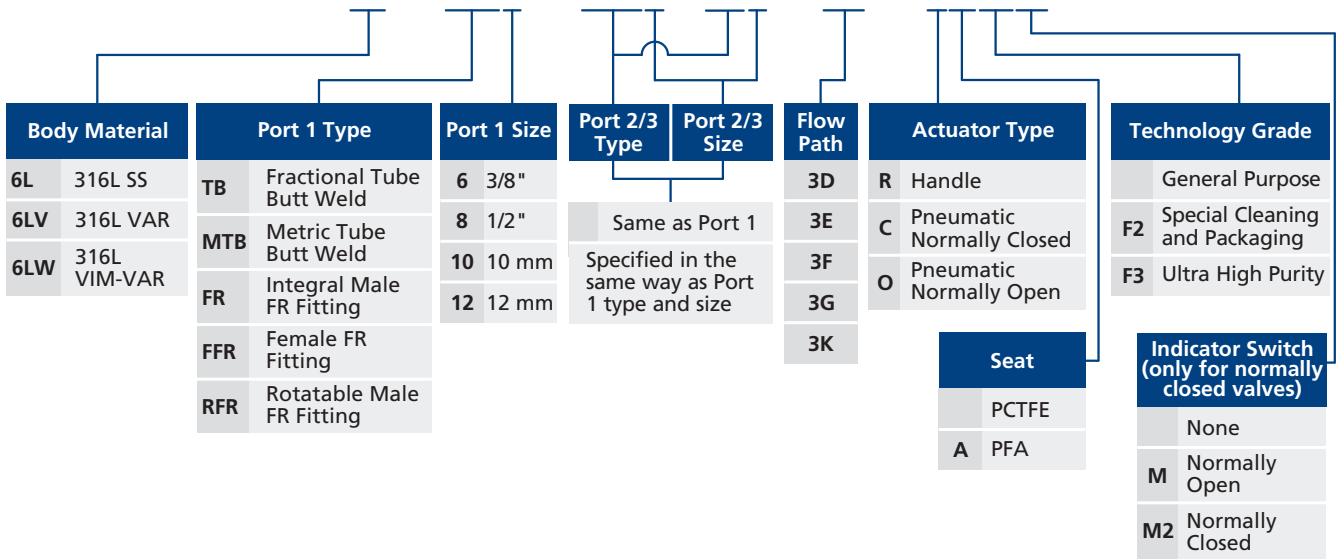 Body Material
6L 316L SS
6LV 316L VAR
6LW 316L
VIM-VAR
Port 1 Type
TB Fractional Tube
Butt Weld
MTB Metric Tube
Butt Weld
FR Integral Male
FR Fitting
FFR Female FR
Fitting
RFR Rotatable Male
FR Fitting
Port 1 Size
6 3/8"
8 1/2"
10 10 mm
12 12 mm
Port 2/3
Type
Port 2/3
Size
Same as Port 1
Specified in the
same way as Port
1 type and size
Flow
Path
3D
3E
3F
3G
3K
Actuator Type
R Handle
C Pneumatic
Normally Closed
O Pneumatic
Normally Open
Seat
PCTFE
A PFA
Technology Grade
General Purpose
F2 Special Cleaning
and Packaging
F3 Ultra High Purity
Indicator Switch
(only for normally
closed valves)
None
M Normally
Open
M2 Normally
Closed